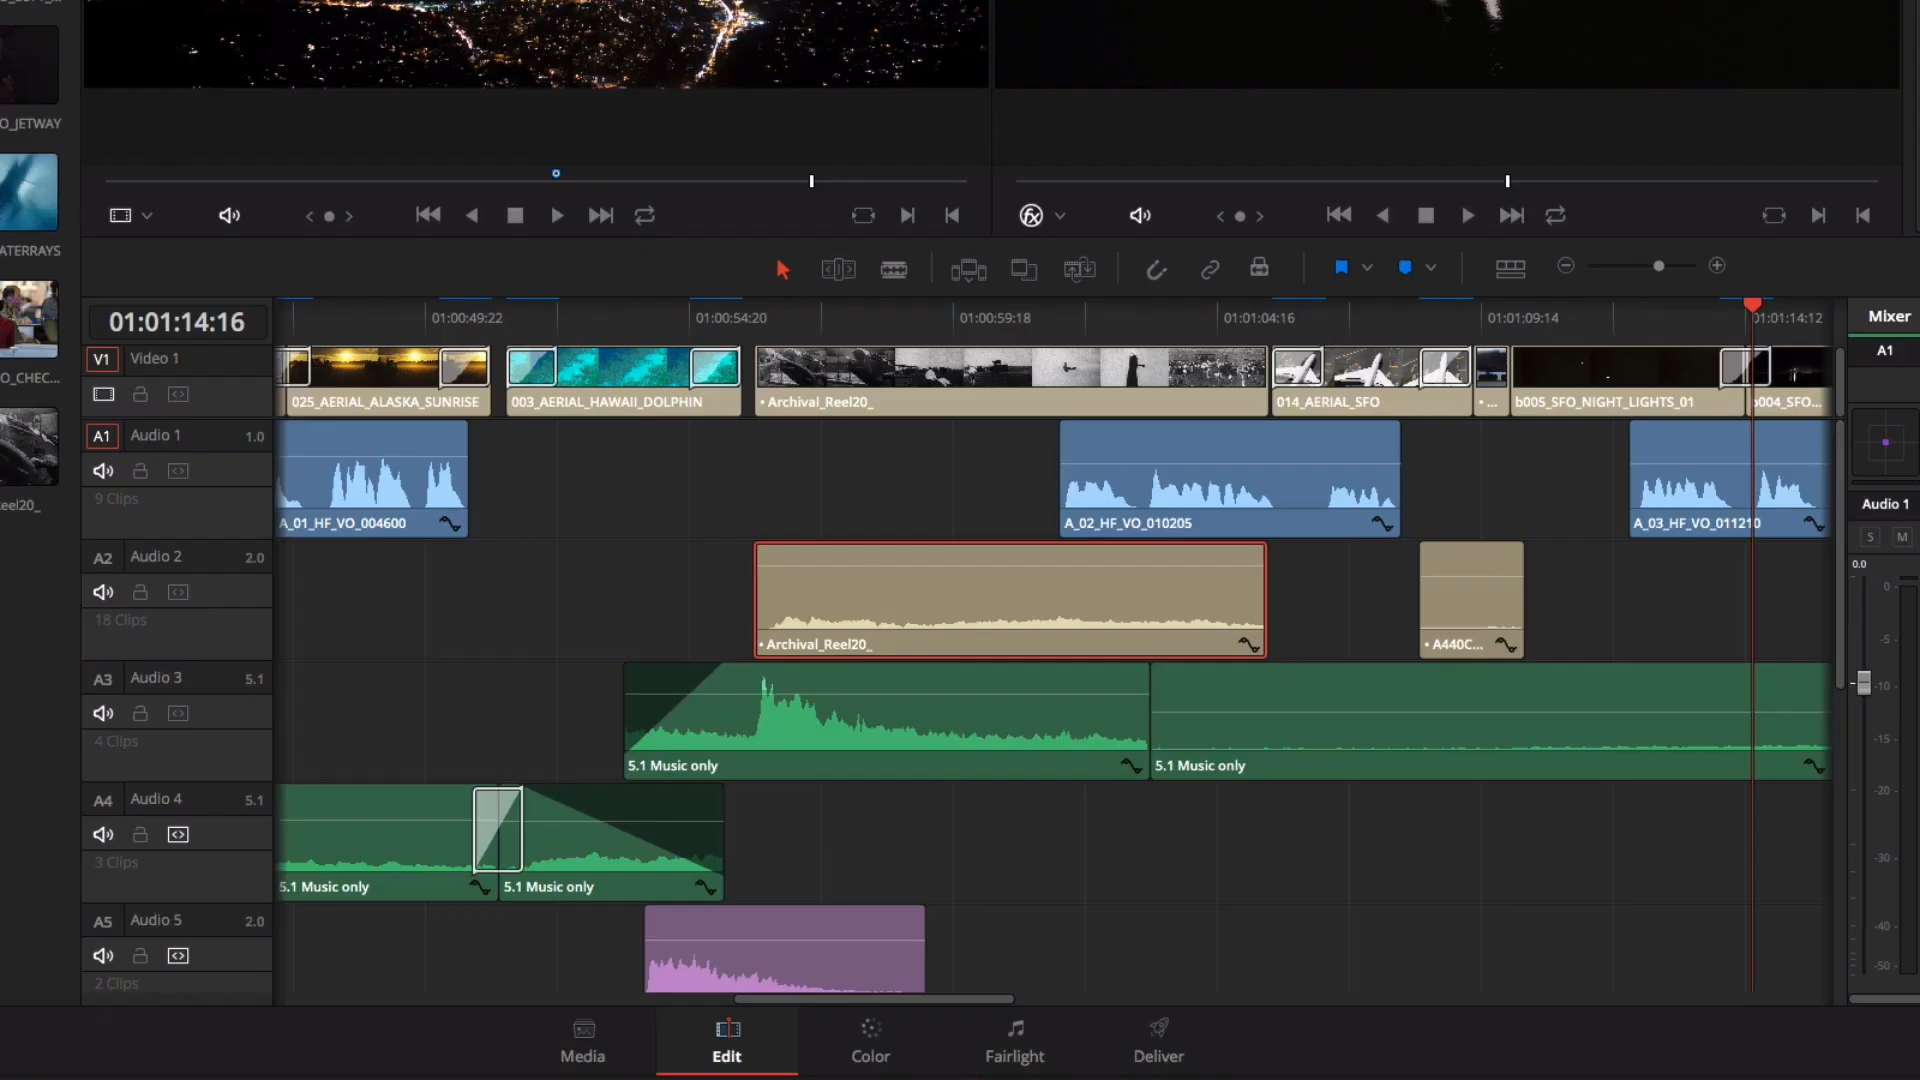 O_JETWAY
ATERRAYS
O_CHEC...
eel20_
01:01:14:16
01:00:49:22
01:00:54:20
01:00:59:18
01:01:04:16
01:01:09:14
01:01:14:12
Mixer
V1 Video 1
025_AERIAL_ALASKA_SUNRISE
003_AERIAL_HAWAII_DOLPHIN
• Archival_Reel20_
014_AERIAL_SFO
• ...
b005_SFO_NIGHT_LIGHTS_01
b004_SFO...
A1
A1 Audio 1 1.0
9 Clips
A_01_HF_VO_004600
A_02_HF_VO_010205
A_03_HF_VO_011210
Audio 1
S M
A2 Audio 2 2.0
18 Clips
• Archival_Reel20_
• A440C...
A3 Audio 3 5.1
4 Clips
5.1 Music only
5.1 Music only
A4 Audio 4 5.1
3 Clips
5.1 Music only
5.1 Music only
A5 Audio 5 2.0
2 Clips
0.0
0
-5
-10
-15
-20
-30
-40
-50
Media
Edit
Color
Fairlight
Deliver